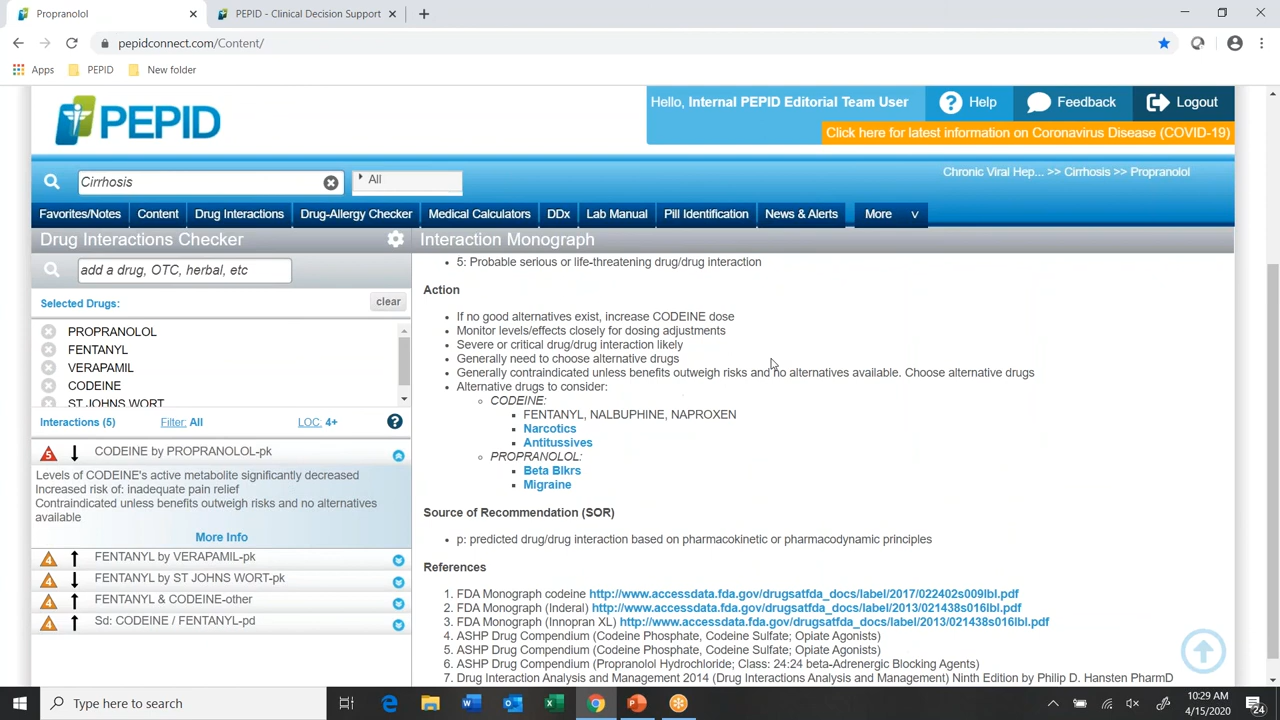 Propranolol
PEPID - Clinical Decision Support
pepidconnect.com/Content/
Apps
PEPID
New folder
PEPID
Hello, Internal PEPID Editorial Team User
Help
Feedback
Logout
Click here for latest information on Coronavirus Disease (COVID-19)
Cirrhosis
All
Chronic Viral Hep... >> Cirrhosis >> Propranolol
Favorites/Notes
Content
Drug Interactions
Drug-Allergy Checker
Medical Calculators
DDx
Lab Manual
Pill Identification
News & Alerts
More v
Drug Interactions Checker
add a drug, OTC, herbal, etc
Selected Drugs:
clear
PROPRANOLOL
FENTANYL
VERAPAMIL
CODEINE
ST JOHNS WORT
Interactions (5)
Filter: All
LOC: 4+
?
5 CODEINE by PROPRANOLOL-pk
Levels of CODEINE's active metabolite significantly decreased
Increased risk of: inadequate pain relief
Contraindicated unless benefits outweigh risks and no alternatives
available
More Info
4 FENTANYL by VERAPAMIL-pk
4 FENTANYL by ST JOHNS WORT-pk
4 FENTANYL & CODEINE-other
4 Sd: CODEINE / FENTANYL-pd
Interaction Monograph
5: Probable serious or life-threatening drug/drug interaction
Action
If no good alternatives exist, increase CODEINE dose
Monitor levels/effects closely for dosing adjustments
Severe or critical drug/drug interaction likely
Generally need to choose alternative drugs
Generally contraindicated unless benefits outweigh risks and no alternatives available. Choose alternative drugs
Alternative drugs to consider:
CODEINE:
FENTANYL, NALBUPHINE, NAPROXEN
Narcotics
Antitussives
PROPRANOLOL:
Beta Blkrs
Migraine
Source of Recommendation (SOR)
p: predicted drug/drug interaction based on pharmacokinetic or pharmacodynamic principles
References
1. FDA Monograph codeine http://www.accessdata.fda.gov/drugsatfda_docs/label/2017/022402s009lbl.pdf
2. FDA Monograph (Inderal) http://www.accessdata.fda.gov/drugsatfda_docs/label/2013/021438s016lbl.pdf
3. FDA Monograph (Innopran XL) http://www.accessdata.fda.gov/drugsatfda_docs/label/2013/021438s016lbl.pdf
4. ASHP Drug Compendium (Codeine Phosphate, Codeine Sulfate; Opiate Agonists)
5. ASHP Drug Compendium (Codeine Phosphate, Codeine Sulfate; Opiate Agonists)
6. ASHP Drug Compendium (Propranolol Hydrochloride; Class: 24:24 beta-Adrenergic Blocking Agents)
7. Drug Interaction Analysis and Management 2014 (Drug Interactions Analysis and Management) Ninth Edition by Philip D. Hansten PharmD
Type here to search
10:29 AM
4/15/2020
24